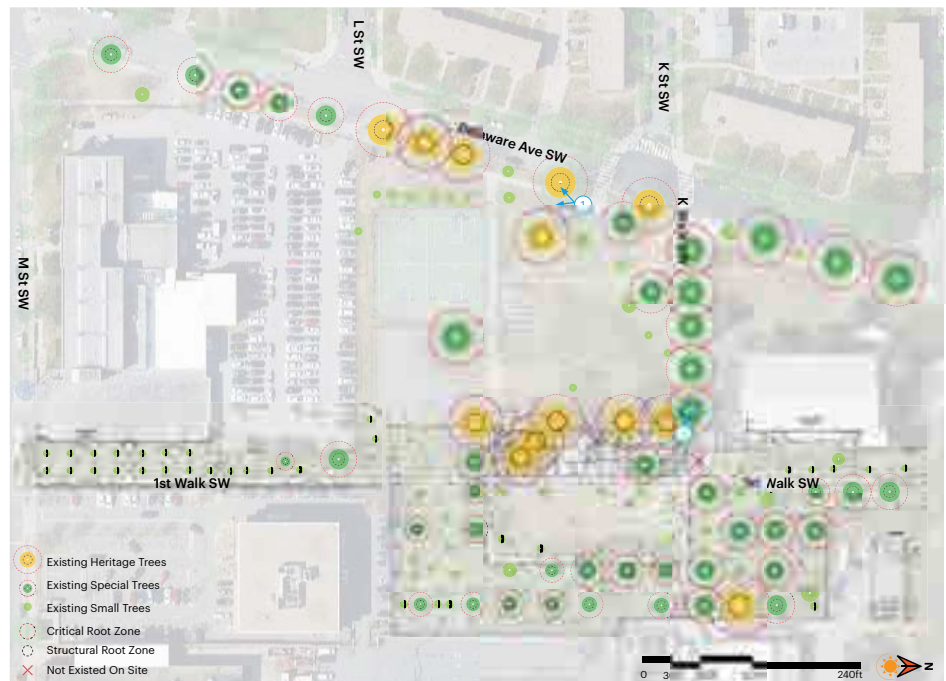 L St SW
K St SW
Delaware Ave SW
K
M St SW
1st Walk SW
Walk SW
Existing Heritage Trees
Existing Special Trees
Existing Small Trees
Critical Root Zone
Structural Root Zone
Not Existed On Site
0
240ft
N